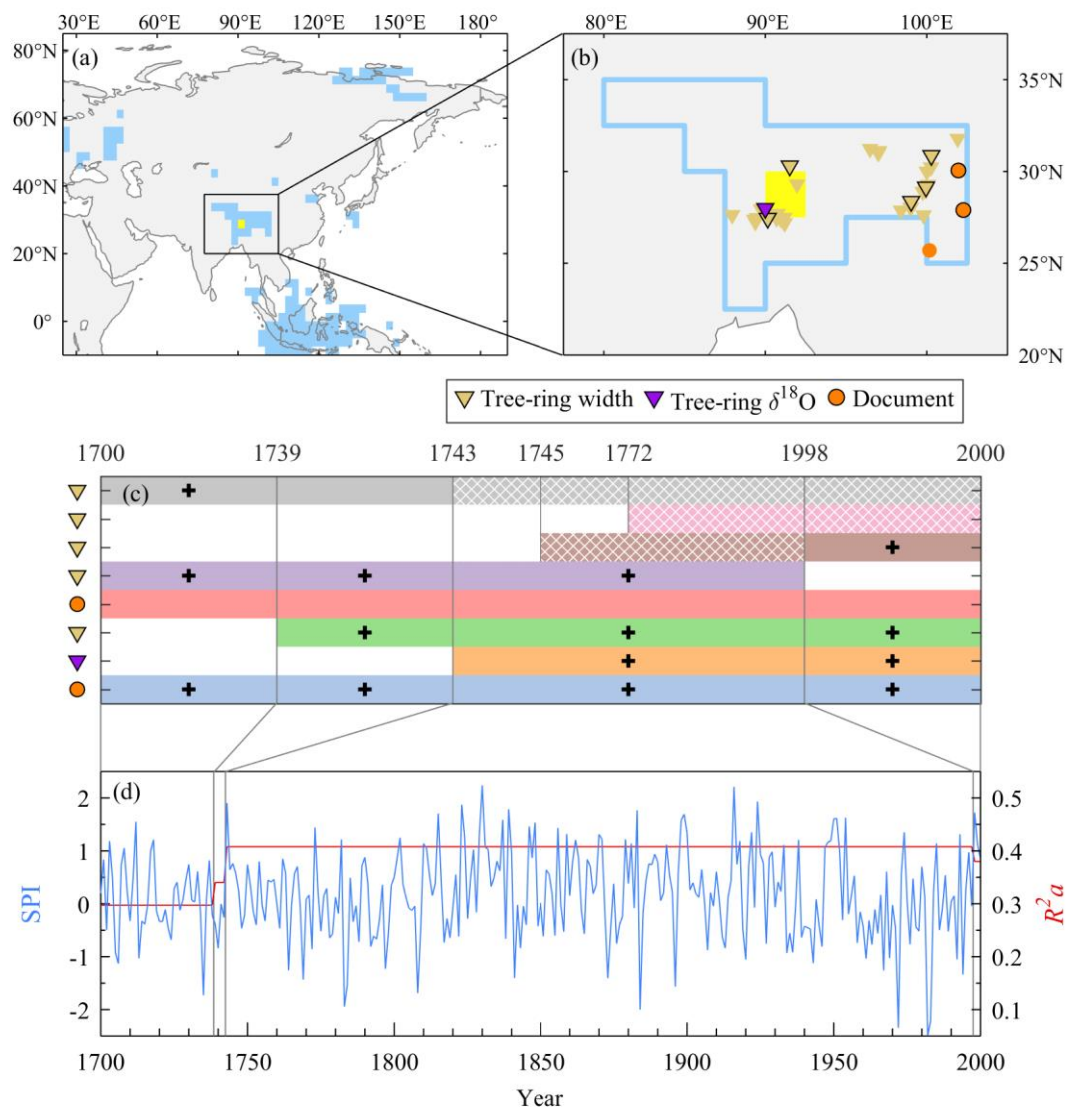 30°E 60°E 90°E 120°E 150°E 180° 80°E 90°E 100°E
80°N (a) (b)
35°N
60°N
30°N
40°N
20°N
25°N
0°
20°N
Tree-ring width Tree-ring δ¹⁸O Document
1700 1739 1743 1745 1772 1998 2000
(c)
(d)
2 0.5
1 0.4
SPI 0 0.3 R²a
-1 0.2
-2 0.1
1700 1750 1800 1850 1900 1950 2000
Year